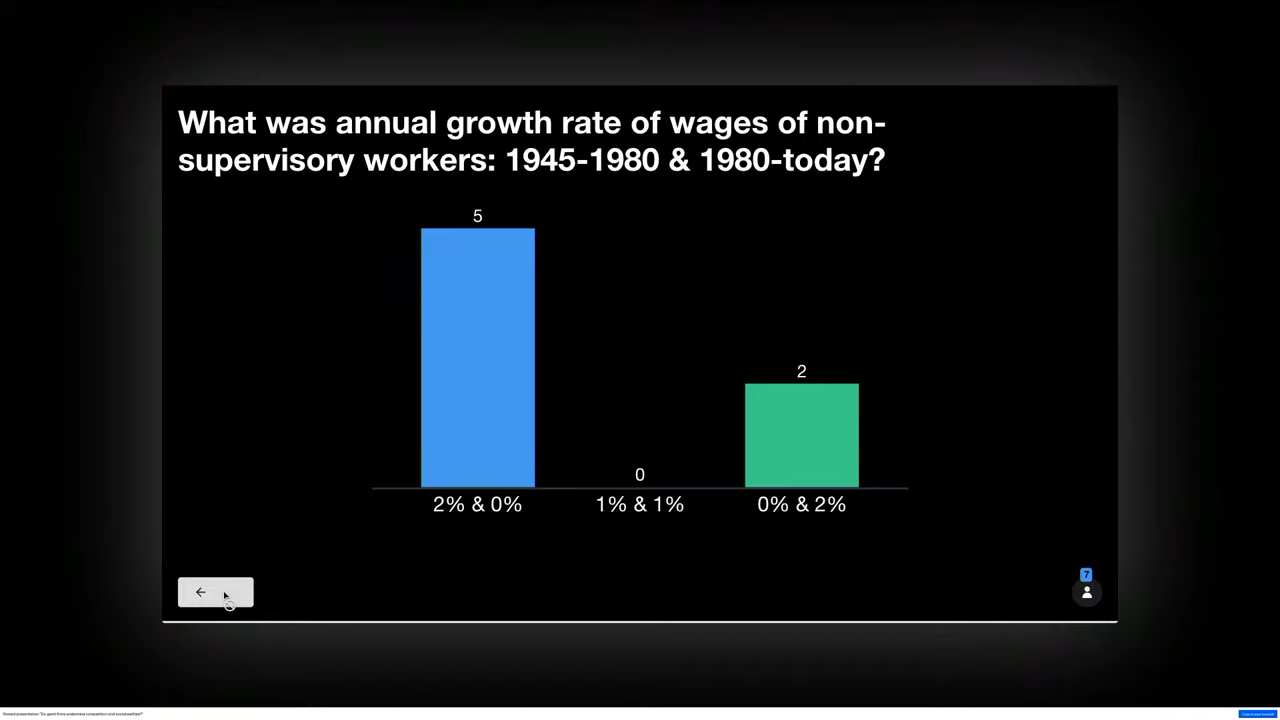 What was annual growth rate of wages of non-
supervisory workers: 1945-1980 & 1980-today?
5
2
0
2% & 0%
1% & 1%
0% & 2%
7